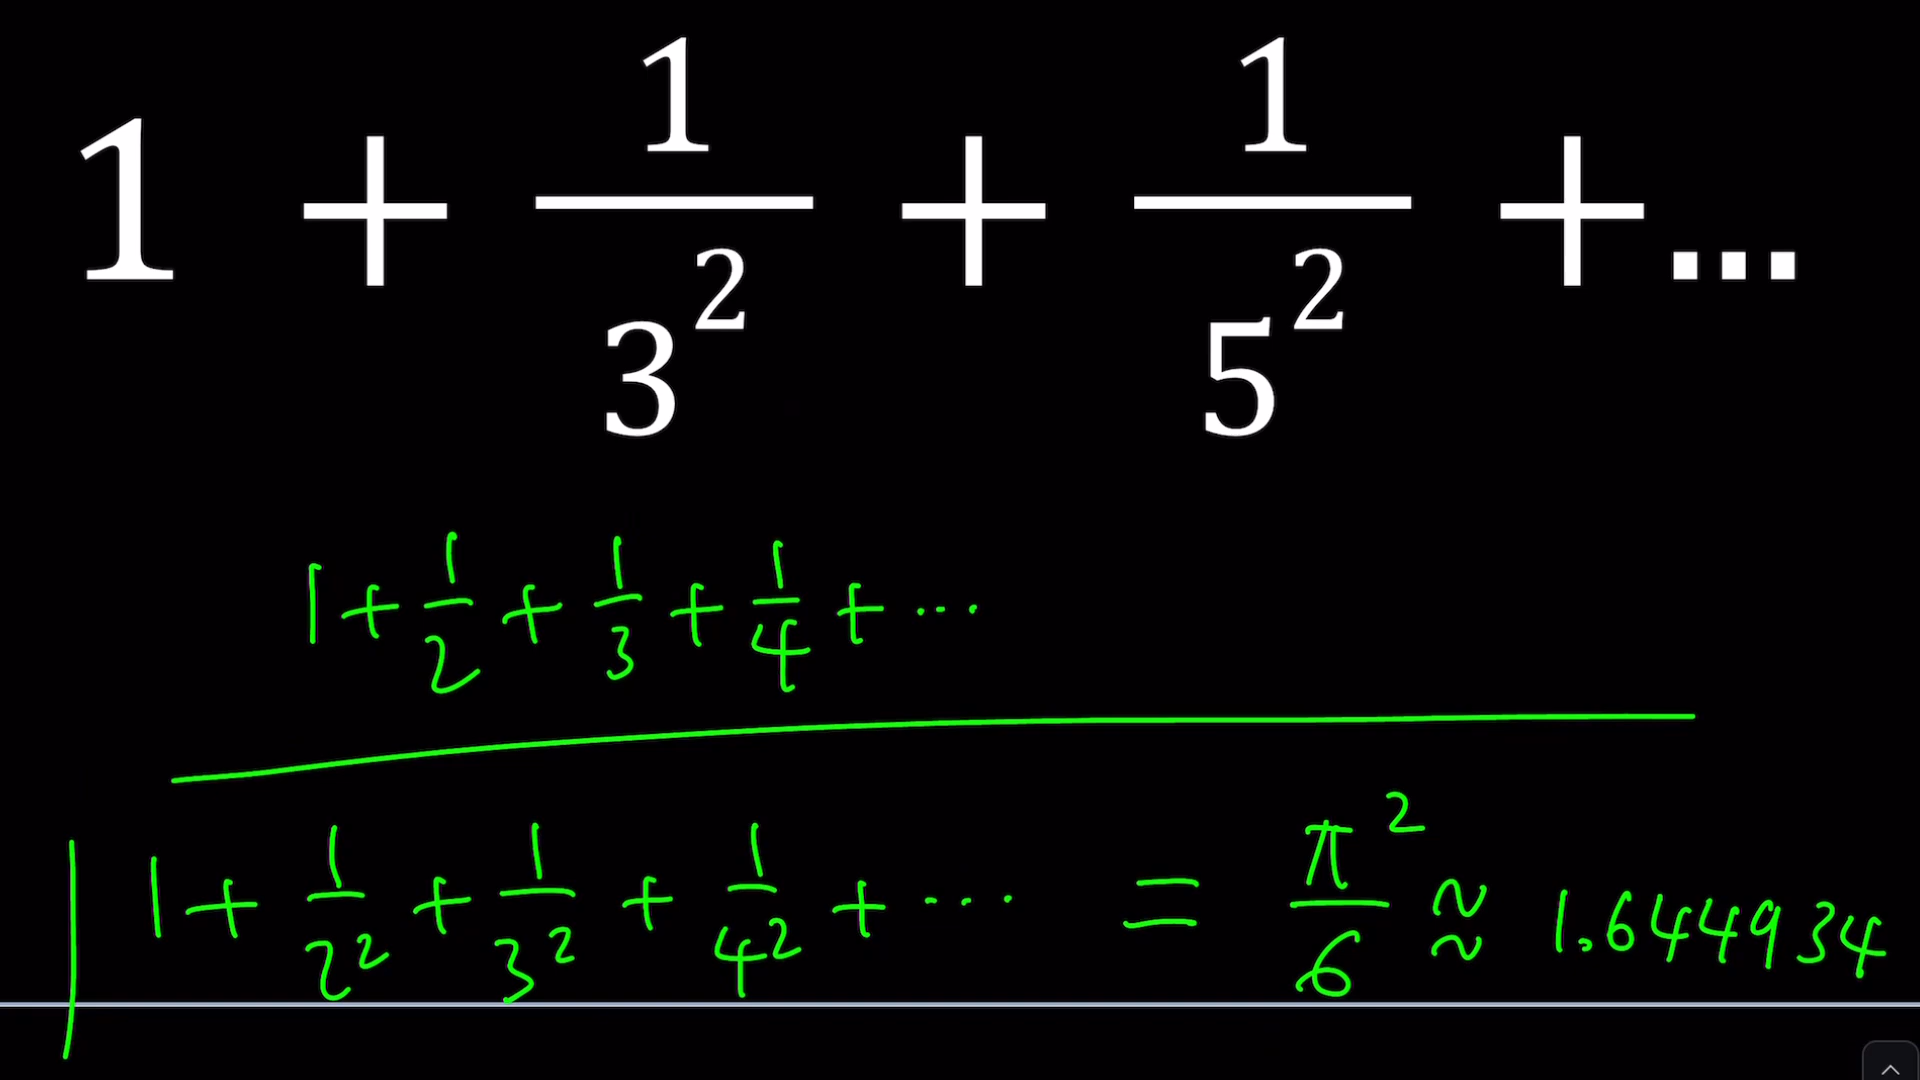 1 + 1/3² + 1/5² + ...
1 + 1/2 + 1/3 + 1/4 + ...
1 + 1/2² + 1/3² + 1/4² + ... = π²/6 ≈ 1.644934